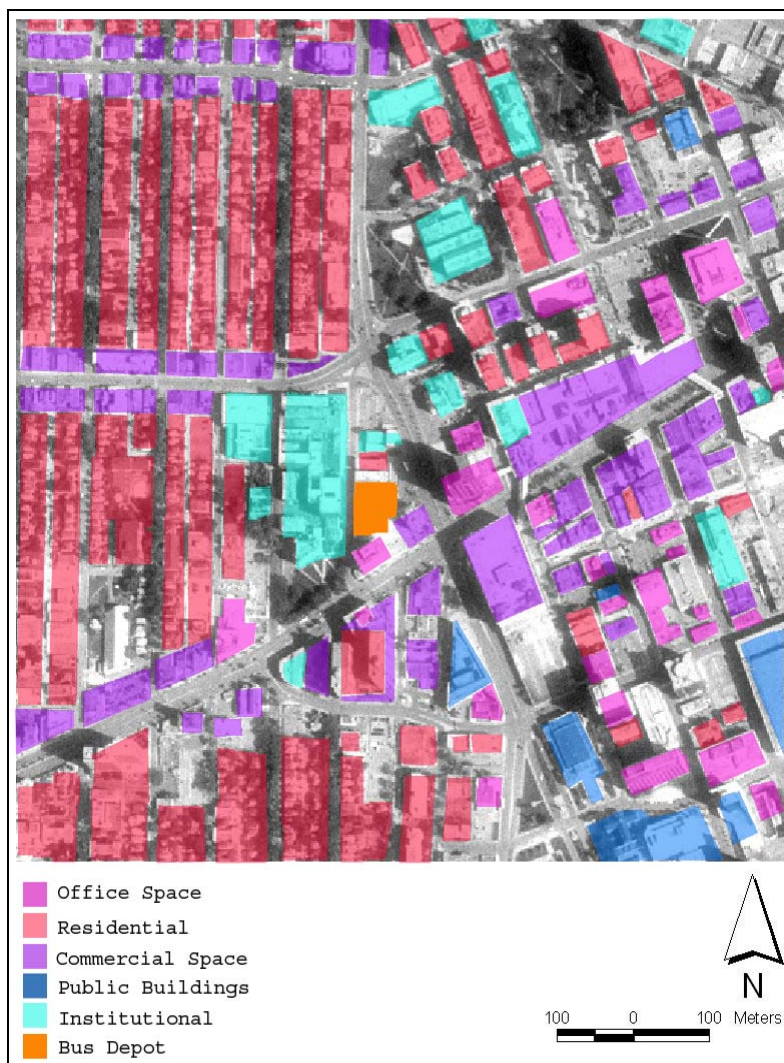 Office Space
Residential
Commercial Space
Public Buildings
Institutional
Bus Depot
N
100 0 100 Meters